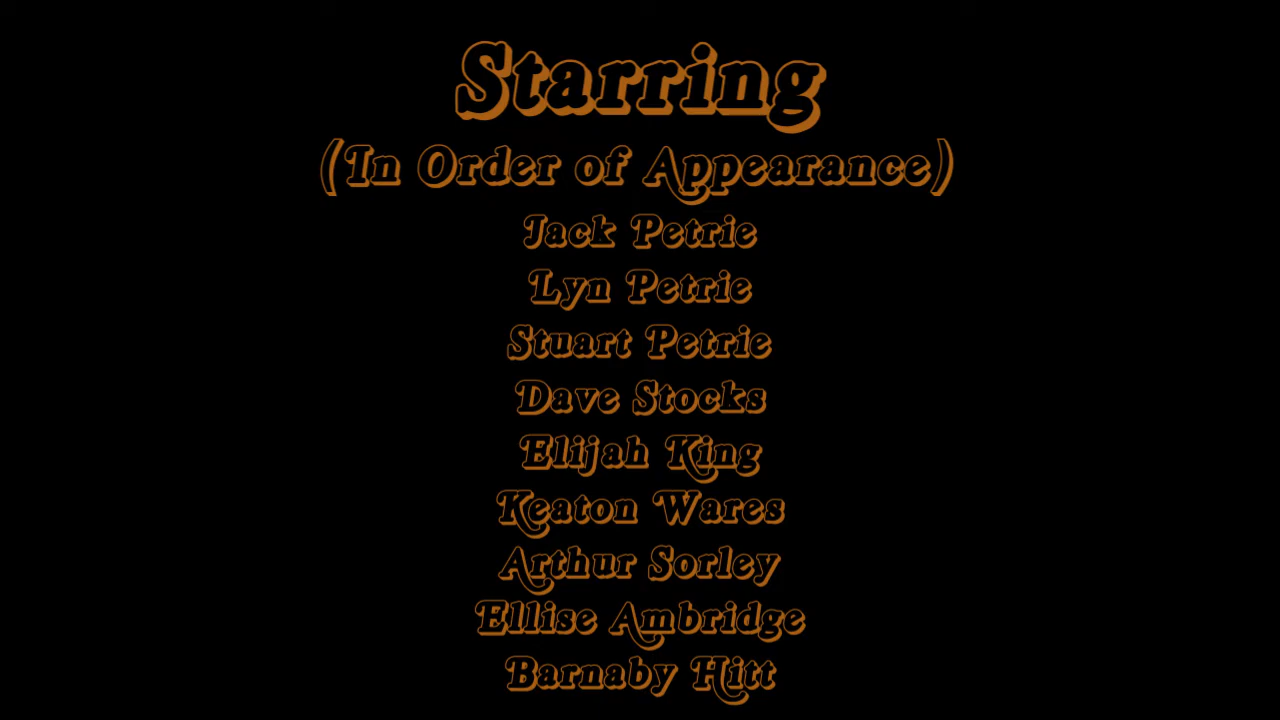 Starring
(In Order of Appearance)
Jack Petrie
Lyn Petrie
Stuart Petrie
Dave Stocks
Elijah King
Keaton Wares
Arthur Sorley
Ellise Ambridge
Barnaby Hitt